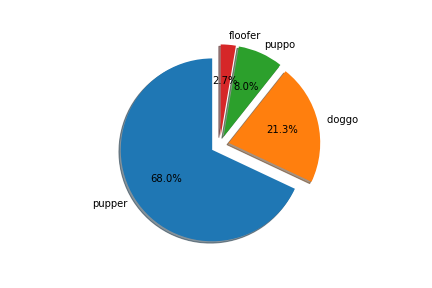 floofer
puppo
2.7%
8.0%
doggo
21.3%
68.0%
pupper